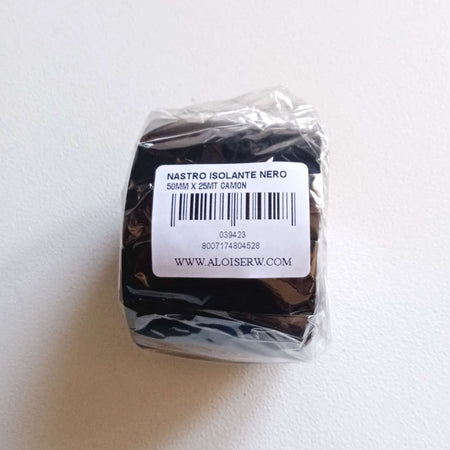 NASTRO ISOLANTE NERO
50MM X 25MT CAMON
039423
8007174804528
WWW.ALOISERW.COM